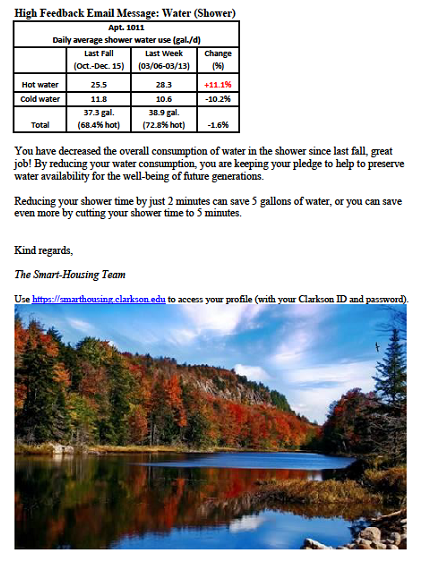 High Feedback Email Message: Water (Shower)
Apt. 1011
Daily average shower water use (gal./d)
Last Fall (Oct.-Dec. 15) Last Week (03/06-03/13) Change (%)
Hot water 25.5 28.3 +11.1%
Cold water 11.8 10.6 -10.2%
Total 37.3 gal. (68.4% hot) 38.9 gal. (72.8% hot) -1.6%
You have decreased the overall consumption of water in the shower since last fall, great
job! By reducing your water consumption, you are keeping your pledge to help to preserve
water availability for the well-being of future generations.
Reducing your shower time by just 2 minutes can save 5 gallons of water, or you can save
even more by cutting your shower time to 5 minutes.
Kind regards,
The Smart-Housing Team
Use https://smarthousing.clarkson.edu to access your profile (with your Clarkson ID and password).